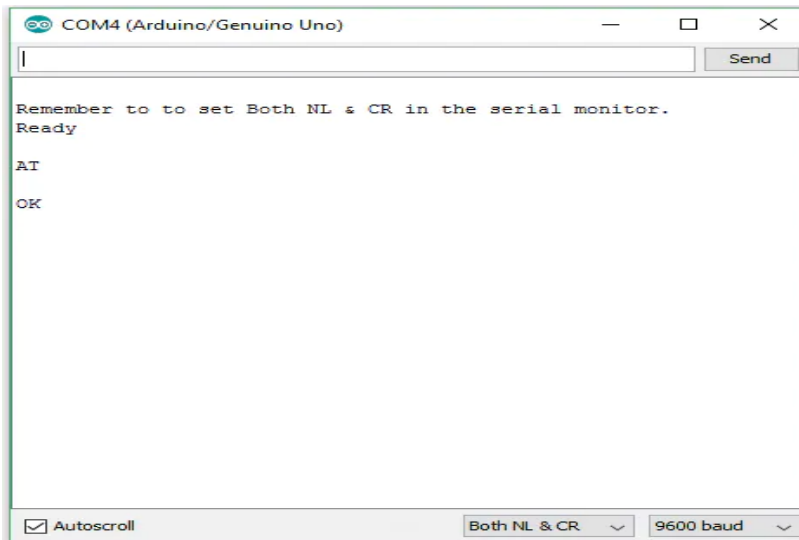 COM4 (Arduino/Genuino Uno)
Send
Remember to to set Both NL & CR in the serial monitor.
Ready
AT
OK
Autoscroll
Both NL & CR
9600 baud